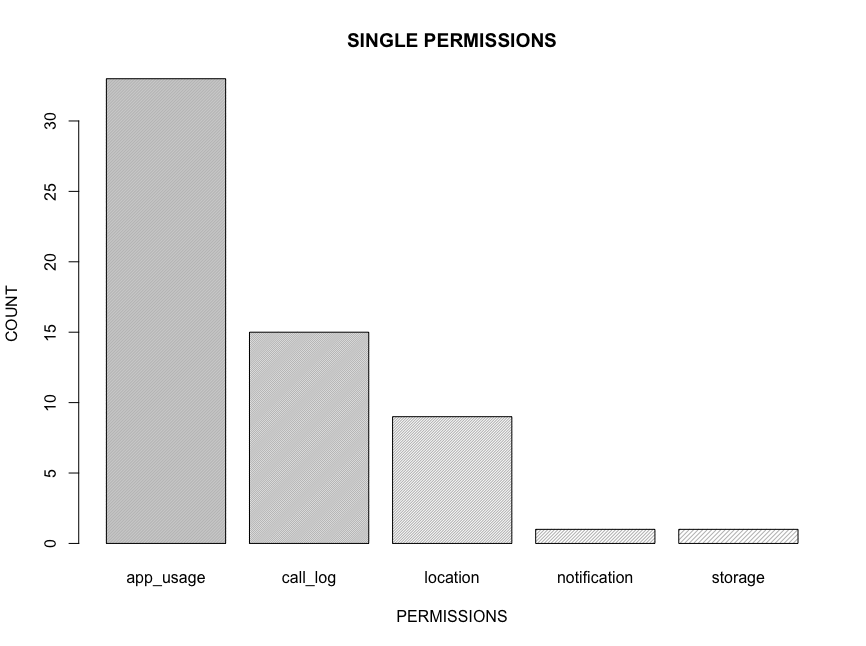 SINGLE PERMISSIONS
COUNT
30
25
20
15
10
5
0
app_usage call_log location notification storage
PERMISSIONS